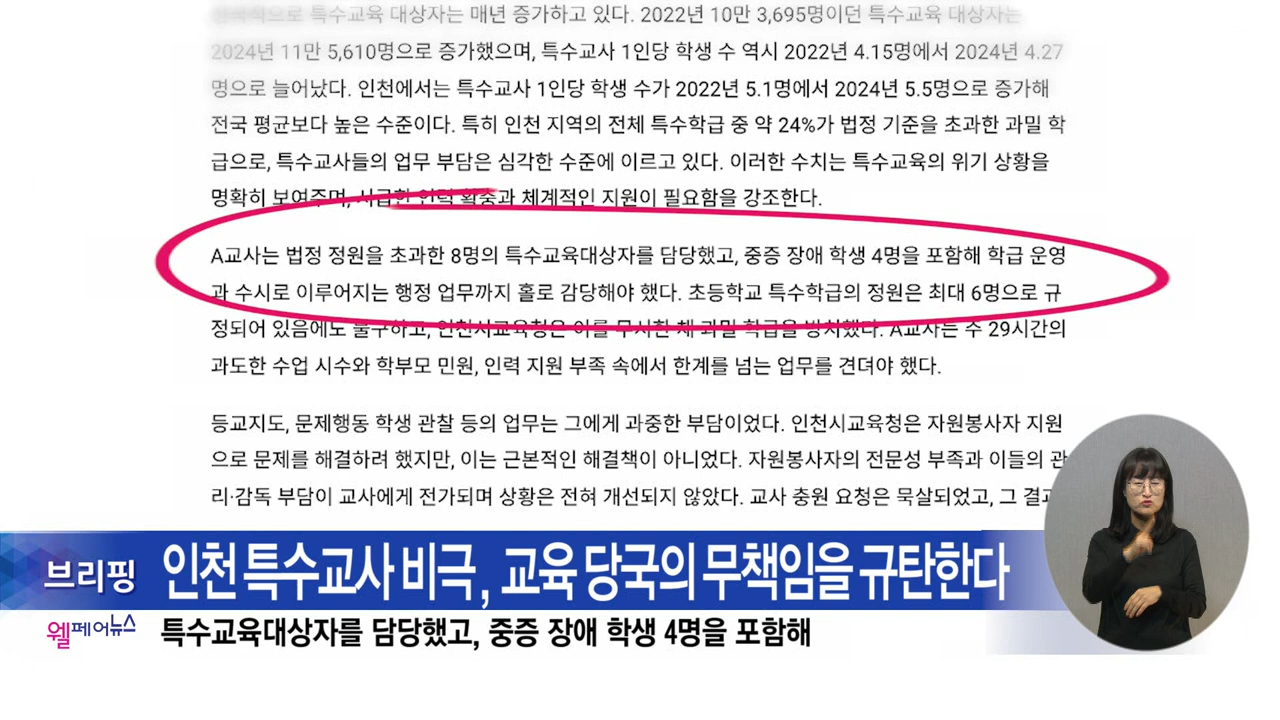 전국적으로 특수교육 대상자는 매년 증가하고 있다. 2022년 10만 3,695명이던 특수교육 대상자는
2024년 11만 5,610명으로 증가했으며, 특수교사 1인당 학생 수 역시 2022년 4.15명에서 2024년 4.27
명으로 늘어났다. 인천에서는 특수교사 1인당 학생 수가 2022년 5.1명에서 2024년 5.5명으로 증가해
전국 평균보다 높은 수준이다. 특히 인천 지역의 전체 특수학급 중 약 24%가 법정 기준을 초과한 과밀 학
급으로, 특수교사들의 업무 부담은 심각한 수준에 이르고 있다. 이러한 수치는 특수교육의 위기 상황을
명확히 보여주며, 시급한 인력 확충과 체계적인 지원이 필요함을 강조한다.
A교사는 법정 정원을 초과한 8명의 특수교육대상자를 담당했고, 중증 장애 학생 4명을 포함해 학급 운영
과 수시로 이루어지는 행정 업무까지 홀로 감당해야 했다. 초등학교 특수학급의 정원은 최대 6명으로 규
정되어 있음에도 불구하고, 인천시교육청은 이를 무시한 채 과밀 학급을 방치했다. A교사는 주 29시간의
과도한 수업 시수와 학부모 민원, 인력 지원 부족 속에서 한계를 넘는 업무를 견뎌야 했다.
등교지도, 문제행동 학생 관찰 등의 업무는 그에게 과중한 부담이었다. 인천시교육청은 자원봉사자 지원
으로 문제를 해결하려 했지만, 이는 근본적인 해결책이 아니었다. 자원봉사자의 전문성 부족과 이들의 관
리·감독 부담이 교사에게 전가되며 상황은 전혀 개선되지 않았다. 교사 충원 요청은 묵살되었고, 그 결과
브리핑 인천 특수교사 비극, 교육 당국의 무책임을 규탄한다
웰페어뉴스 특수교육대상자를 담당했고, 중증 장애 학생 4명을 포함해